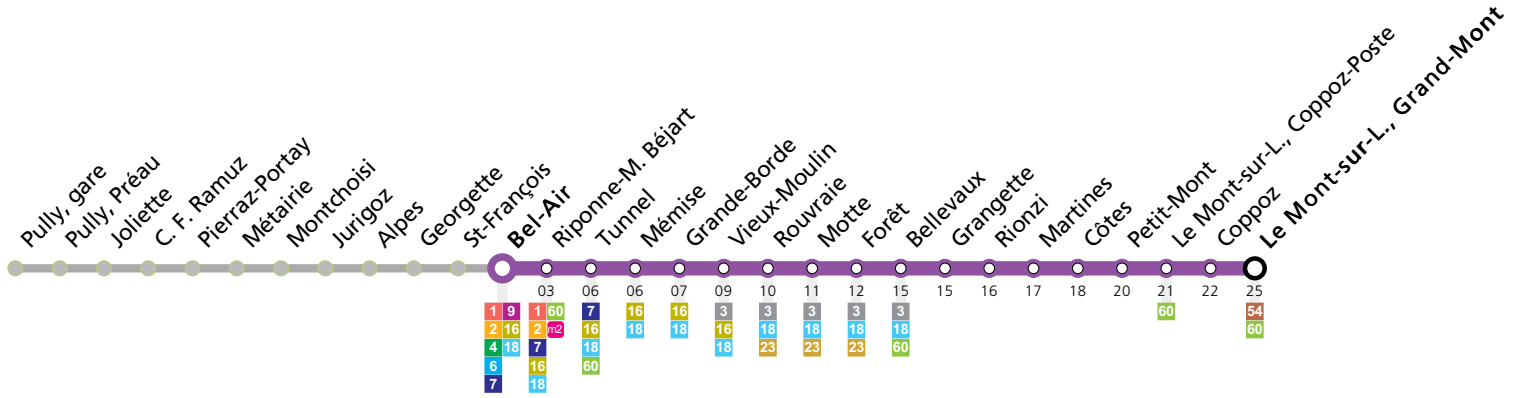 Pully, gare
Pully, Préau
Joliette
C. F. Ramuz
Pierraz-Portay
Métairie
Montchoisi
Jurigoz
Alpes
Georgette
St-François
Bel-Air
Riponne-M. Béjart
Tunnel
Mémise
Grande-Borde
Vieux-Moulin
Rouvraie
Motte
Forêt
Bellevaux
Grangette
Rionzi
Martines
Côtes
Petit-Mont
Le Mont-sur-L., Coppoz-Poste
Coppoz
Le Mont-sur-L., Grand-Mont
03 06 06 07 09 10 11 12 15 15 16 17 18 20 21 22 25
1 9 1 60 7 16 16 3 3 3 3 3 60 54
2 16 2 m2 16 18 18 16 18 18 18 18 60
4 18 7 18 18 23 23 23 60
6 16 60
7 18